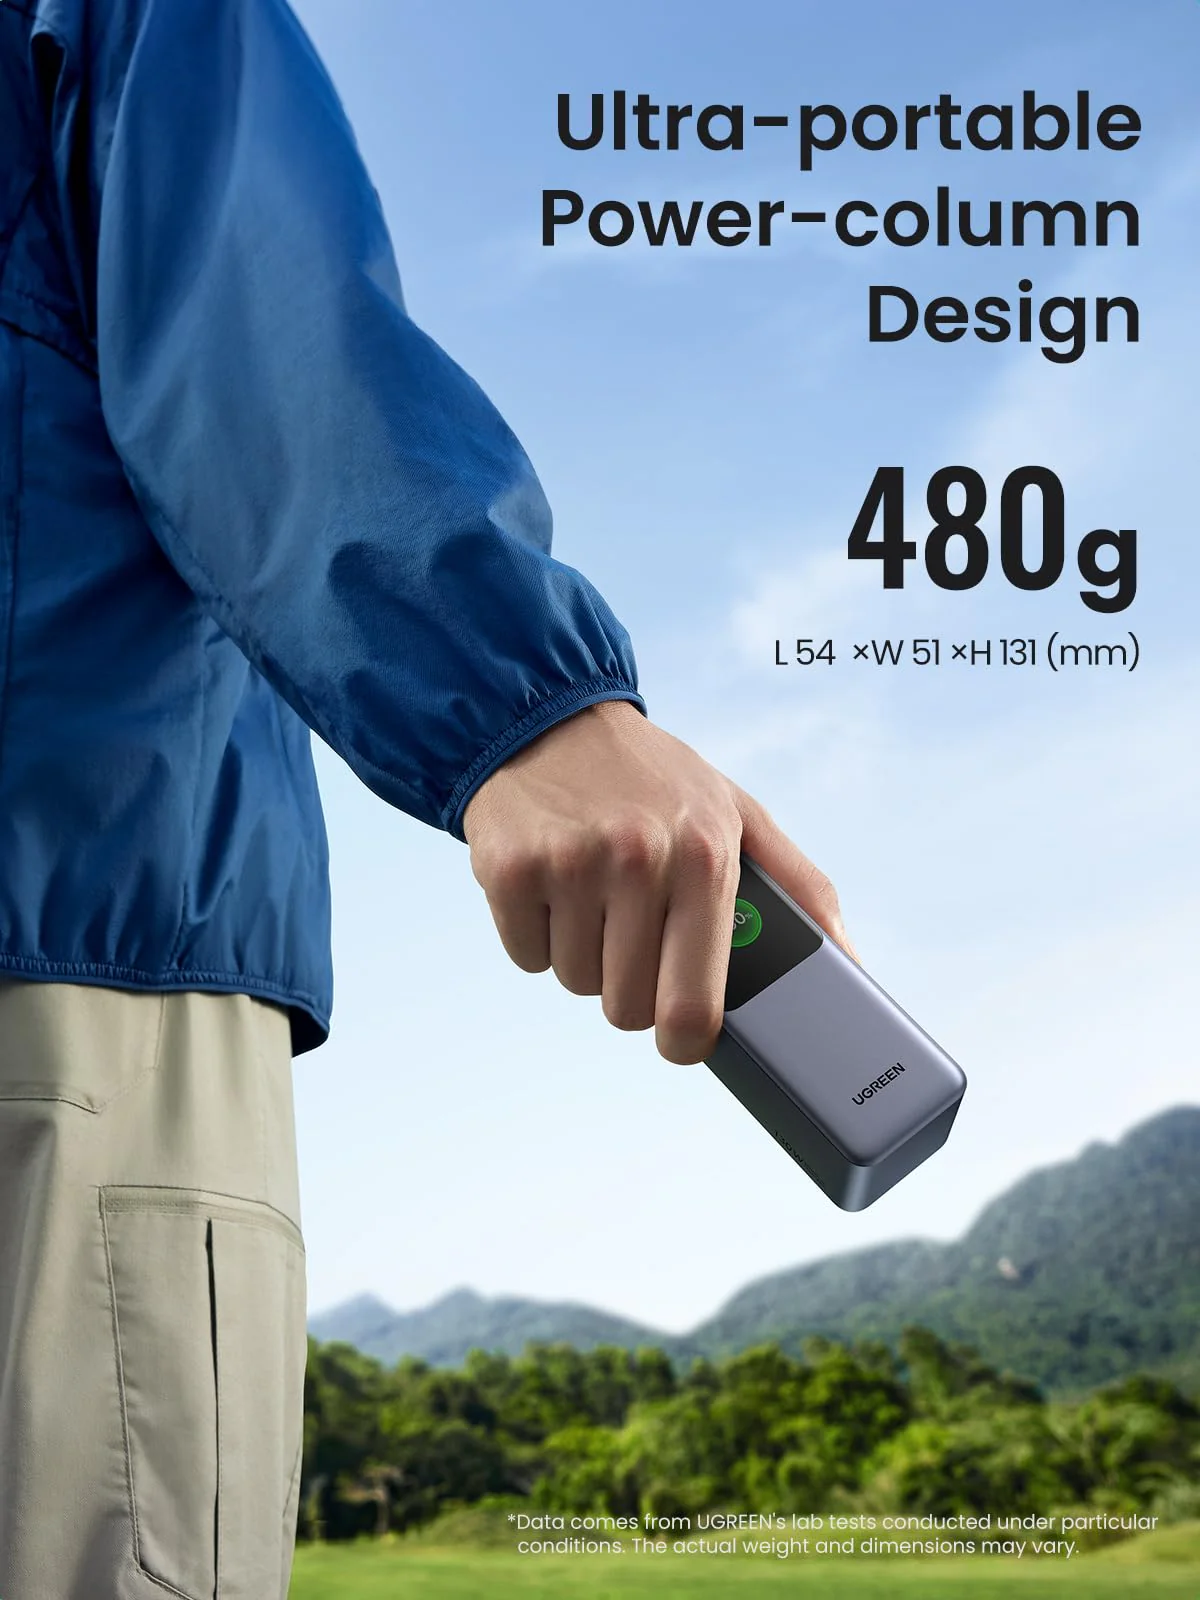 Ultra-portable
Power-column
Design
480g
L 54 ×W 51 ×H 131 (mm)
UGREEN
*Data comes from UGREEN's lab tests conducted under particular
conditions. The actual weight and dimensions may vary.